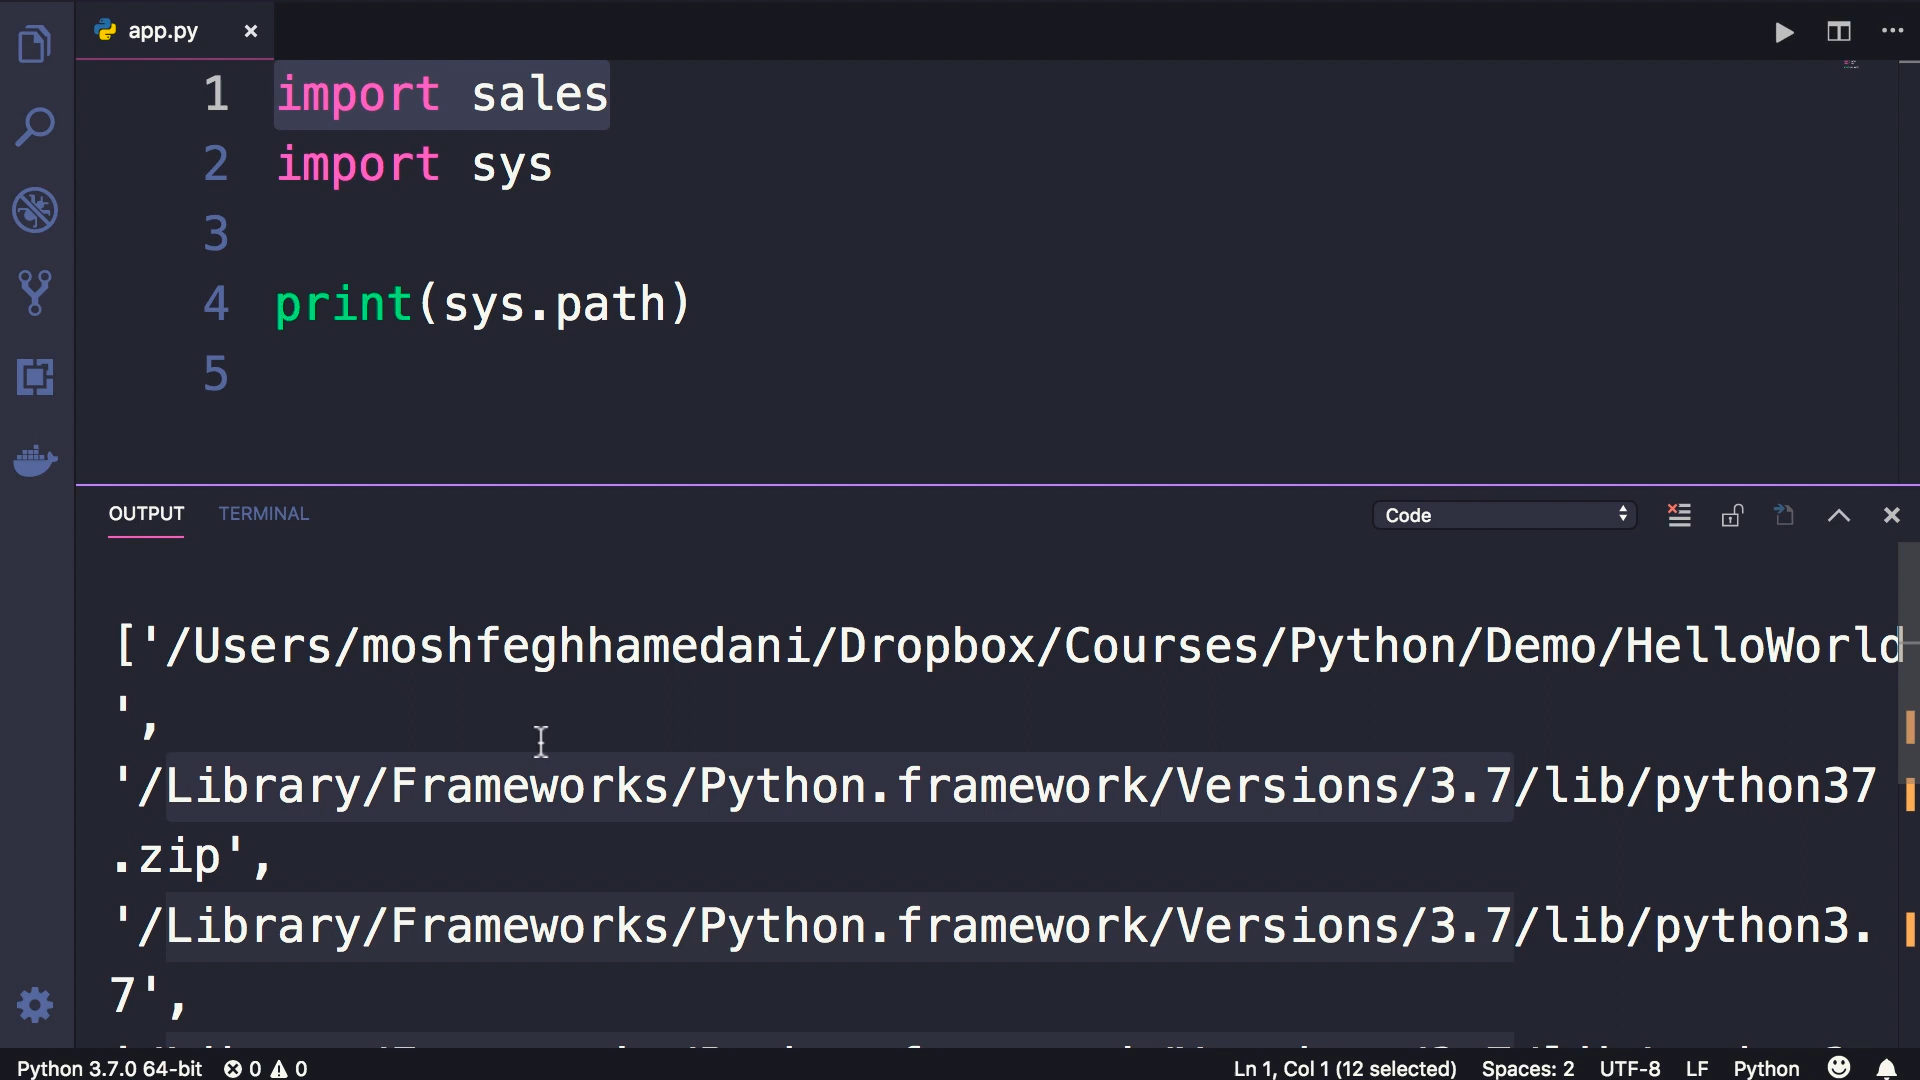 app.py
1 import sales
2 import sys
3
4 print(sys.path)
5
OUTPUT TERMINAL Code
['/Users/moshfeghhamedani/Dropbox/Courses/Python/Demo/HelloWorld
',
'/Library/Frameworks/Python.framework/Versions/3.7/lib/python37
.zip',
'/Library/Frameworks/Python.framework/Versions/3.7/lib/python3.
7',
Python 3.7.0 64-bit 0 0 Ln 1, Col 1 (12 selected) Spaces: 2 UTF-8 LF Python